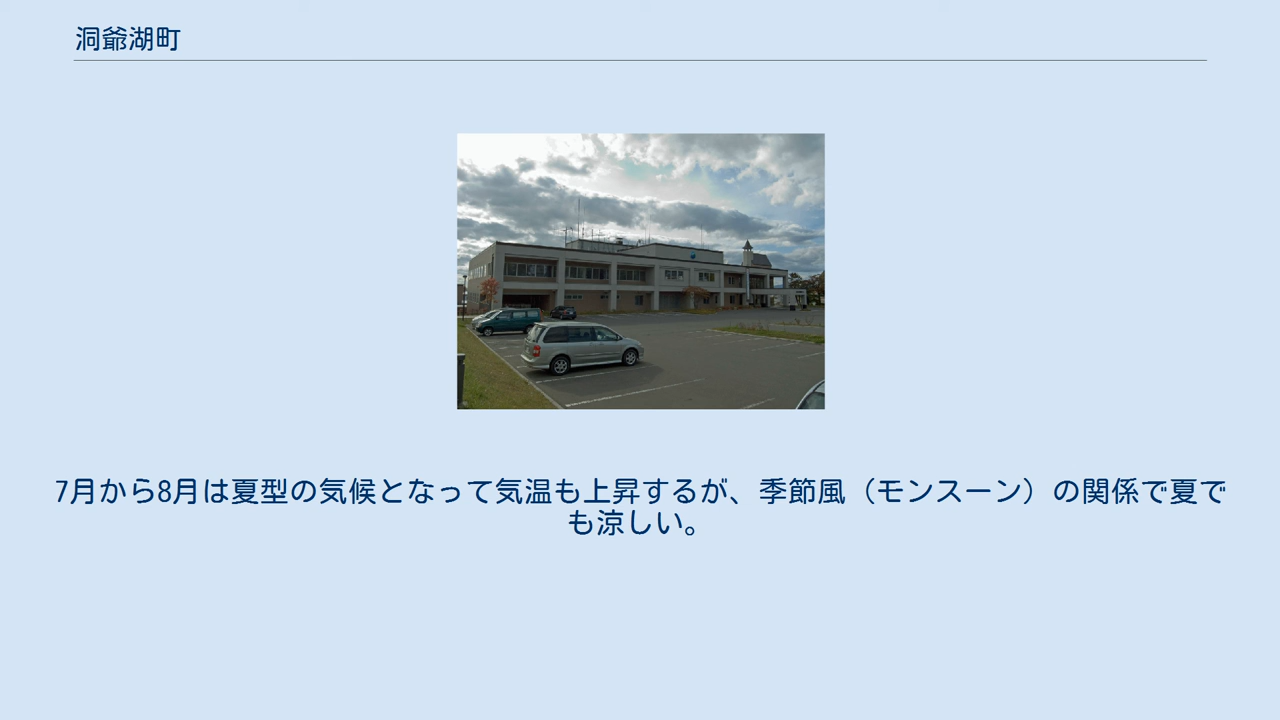 洞爺湖町
7月から8月は夏型の気候となって気温も上昇するが、季節風（モンスーン）の関係で夏で
も涼しい。